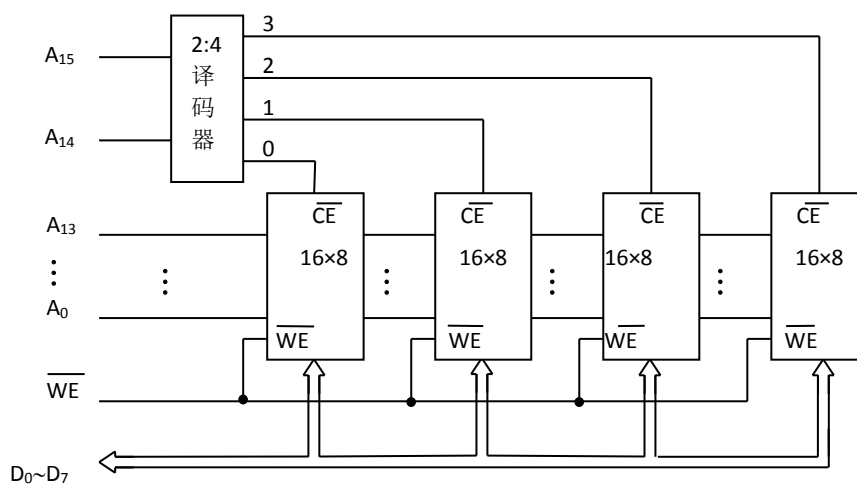 3
2:4
译
码
器
A15
2
1
A14
0
CE CE CE CE
A13
16×8 16×8 16×8 16×8
⋮ ⋮ ⋮ ⋮ ⋮
A0
WE WE WE WE
WE
D0~D7